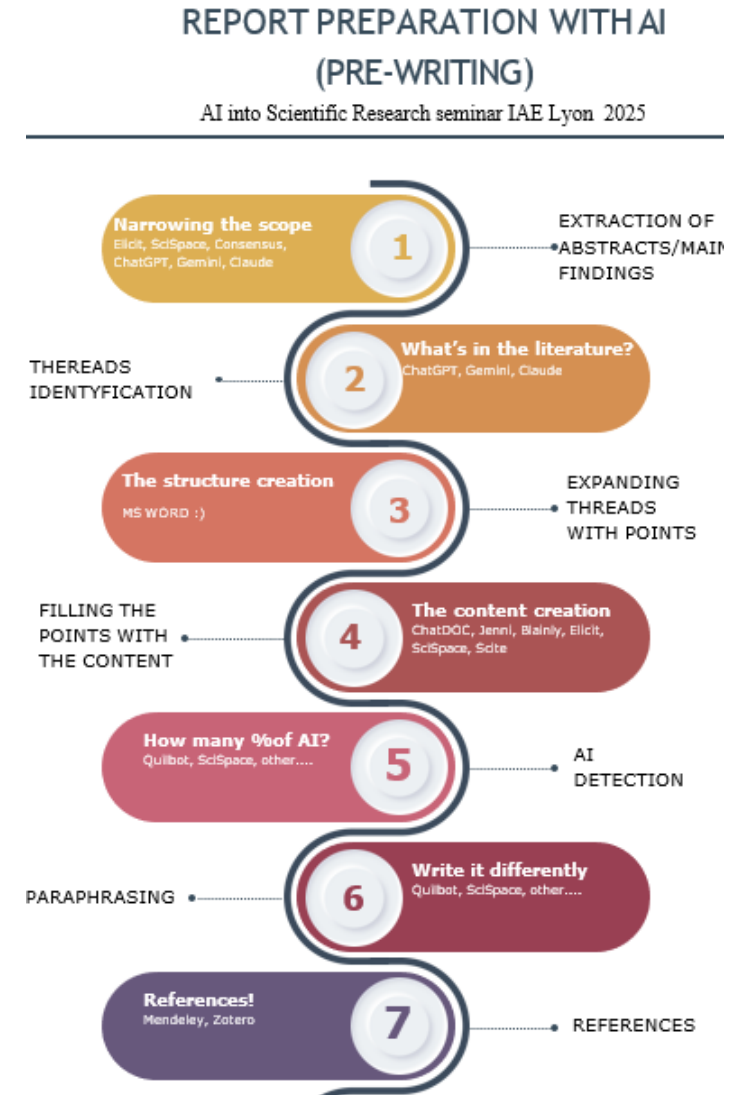 REPORT PREPARATION WITH AI
(PRE-WRITING)
AI into Scientific Research seminar IAE Lyon 2025
Narrowing the scope
Elicit, SciSpace, Consensus,
ChatGPT, Gemini, Claude
1
EXTRACTION OF
ABSTRACTS/MAIN
FINDINGS
THEREADS
IDENTYFICATION
2
What's in the literature?
ChatGPT, Gemini, Claude
The structure creation
MS WORD :)
3
EXPANDING
THREADS
WITH POINTS
FILLING THE
POINTS WITH
THE CONTENT
4
The content creation
ChatDOC, Jenni, Blainly, Elicit,
SciSpace, Scite
How many %of AI?
Quilbot, SciSpace, other....
5
AI
DETECTION
PARAPHRASING
6
Write it differently
Quilbot, SciSpace, other....
References!
Mendeley, Zotero
7
REFERENCES